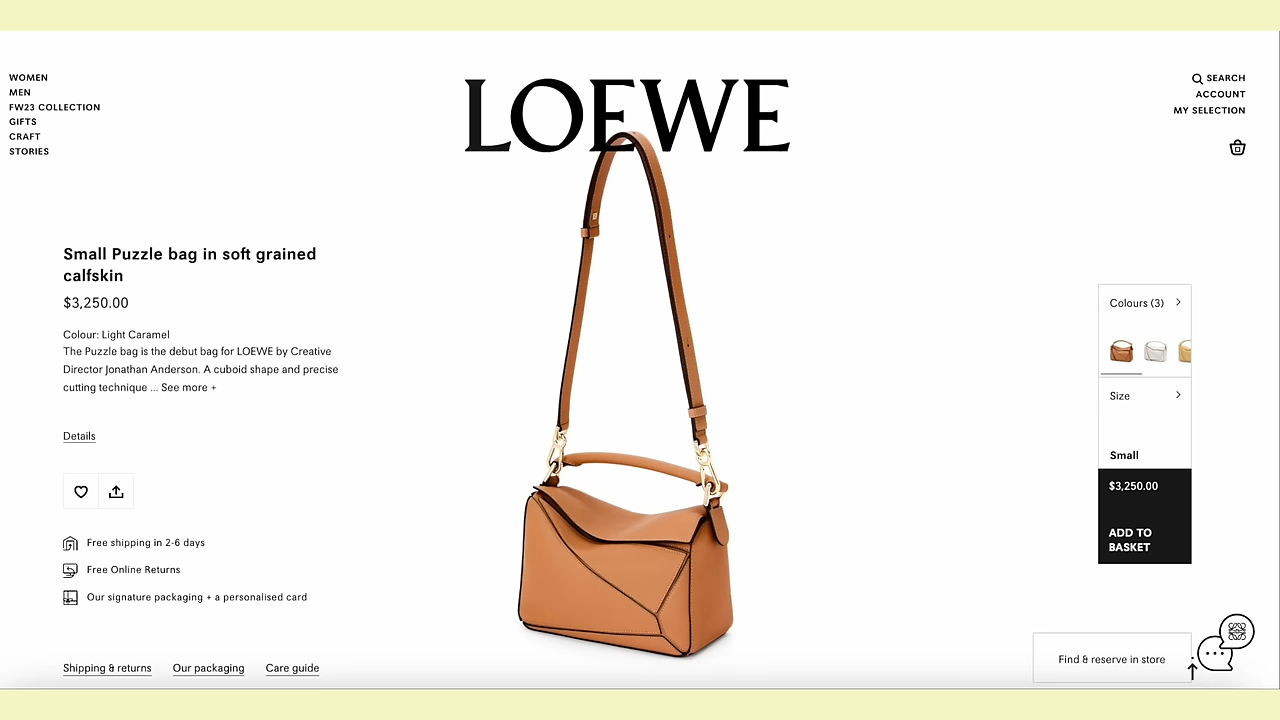 WOMEN
MEN
FW23 COLLECTION
GIFTS
CRAFT
STORIES
LOEWE
SEARCH
ACCOUNT
MY SELECTION
Small Puzzle bag in soft grained
calfskin
$3,250.00
Colour: Light Caramel
The Puzzle bag is the debut bag for LOEWE by Creative
Director Jonathan Anderson. A cuboid shape and precise
cutting technique ... See more +
Details
Free shipping in 2-6 days
Free Online Returns
Our signature packaging + a personalised card
Shipping & returns
Our packaging
Care guide
Colours (3)
Size
Small
$3,250.00
ADD TO
BASKET
Find & reserve in store